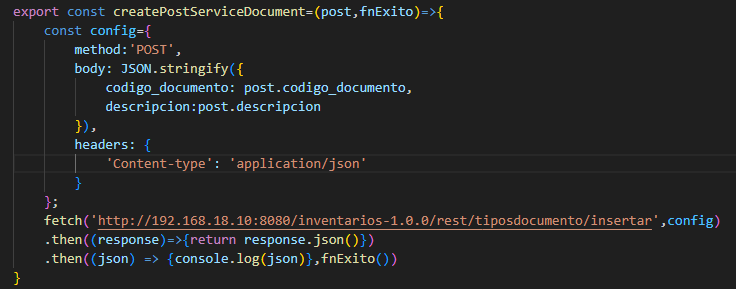 export const createPostServiceDocument=(post,fnExito)=>{
    const config={
        method:'POST',
        body: JSON.stringify({
            codigo_documento: post.codigo_documento,
            descripcion:post.descripcion
        }),
        headers: {
            'Content-type': 'application/json'
        }
    };
    fetch('http://192.168.18.10:8080/inventarios-1.0.0/rest/tiposdocumento/insertar',config)
    .then((response)=>{return response.json()})
    .then((json) => {console.log(json)},fnExito())
}